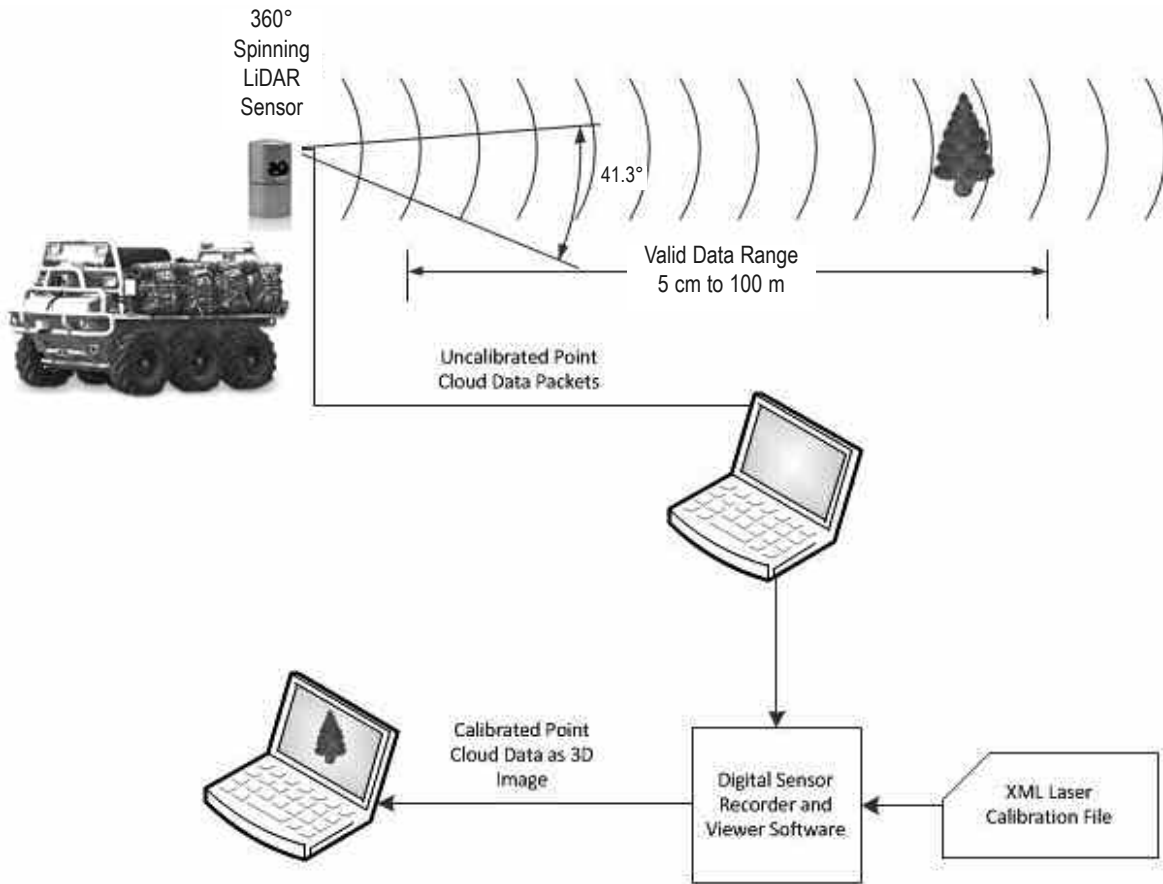 360°
Spinning
LiDAR
Sensor
41.3°
Valid Data Range
5 cm to 100 m
Uncalibrated Point
Cloud Data Packets
Calibrated Point
Cloud Data as 3D
Image
Digital Sensor
Recorder and
Viewer Software
XML Laser
Calibration File